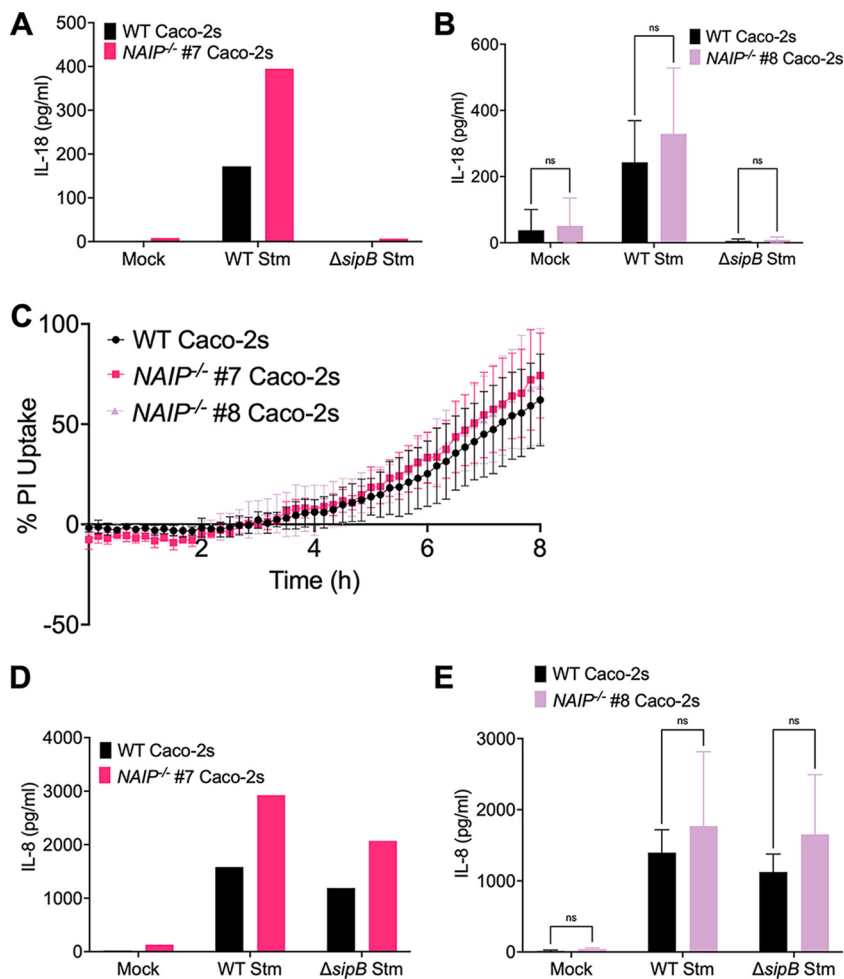 A
WT Caco-2s
NAIP-/- #7 Caco-2s
IL-18 (pg/ml)
500
400
300
200
100
0
Mock
WT Stm
ΔsipB Stm
B
WT Caco-2s
NAIP-/- #8 Caco-2s
IL-18 (pg/ml)
600
400
200
0
ns
ns
ns
Mock
WT Stm
ΔsipB Stm
C
WT Caco-2s
NAIP-/- #7 Caco-2s
NAIP-/- #8 Caco-2s
% PI Uptake
100
50
0
-50
2
4
6
8
Time (h)
D
WT Caco-2s
NAIP-/- #7 Caco-2s
IL-8 (pg/ml)
4000
3000
2000
1000
0
Mock
WT Stm
ΔsipB Stm
E
WT Caco-2s
NAIP-/- #8 Caco-2s
IL-8 (pg/ml)
3000
2000
1000
0
ns
ns
ns
Mock
WT Stm
ΔsipB Stm